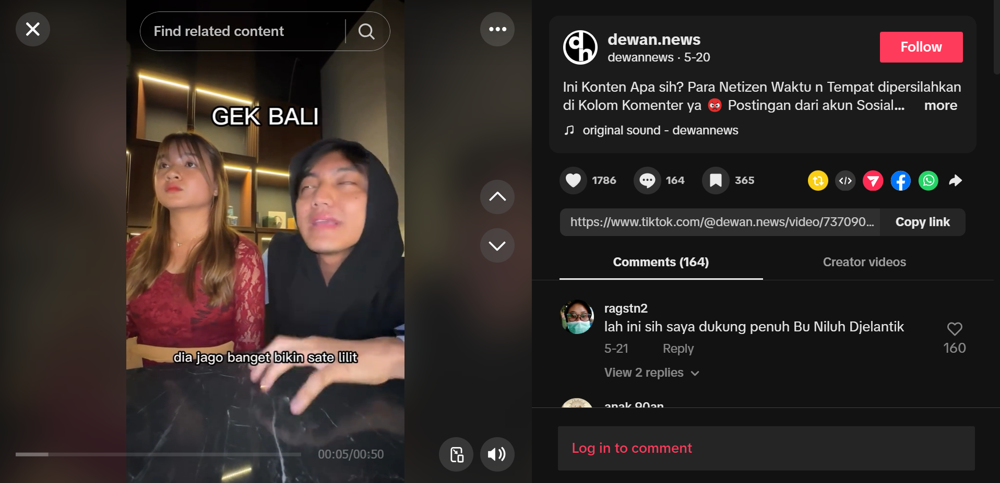 Find related content
GEK BALI
dia jago banget bikin sate lilit
00:05/00:50
dn
dewan.news
dewannews · 5-20
Follow
Ini Konten Apa sih? Para Netizen Waktu n Tempat dipersilahkan
di Kolom Komenter ya 😡 Postingan dari akun Sosial... more
original sound - dewannews
1786
164
365
https://www.tiktok.com/@dewan.news/video/737090...
Copy link
Comments (164)
Creator videos
ragstn2
lah ini sih saya dukung penuh Bu Niluh Djelantik
160
5-21 Reply
View 2 replies
anak 90an
Log in to comment